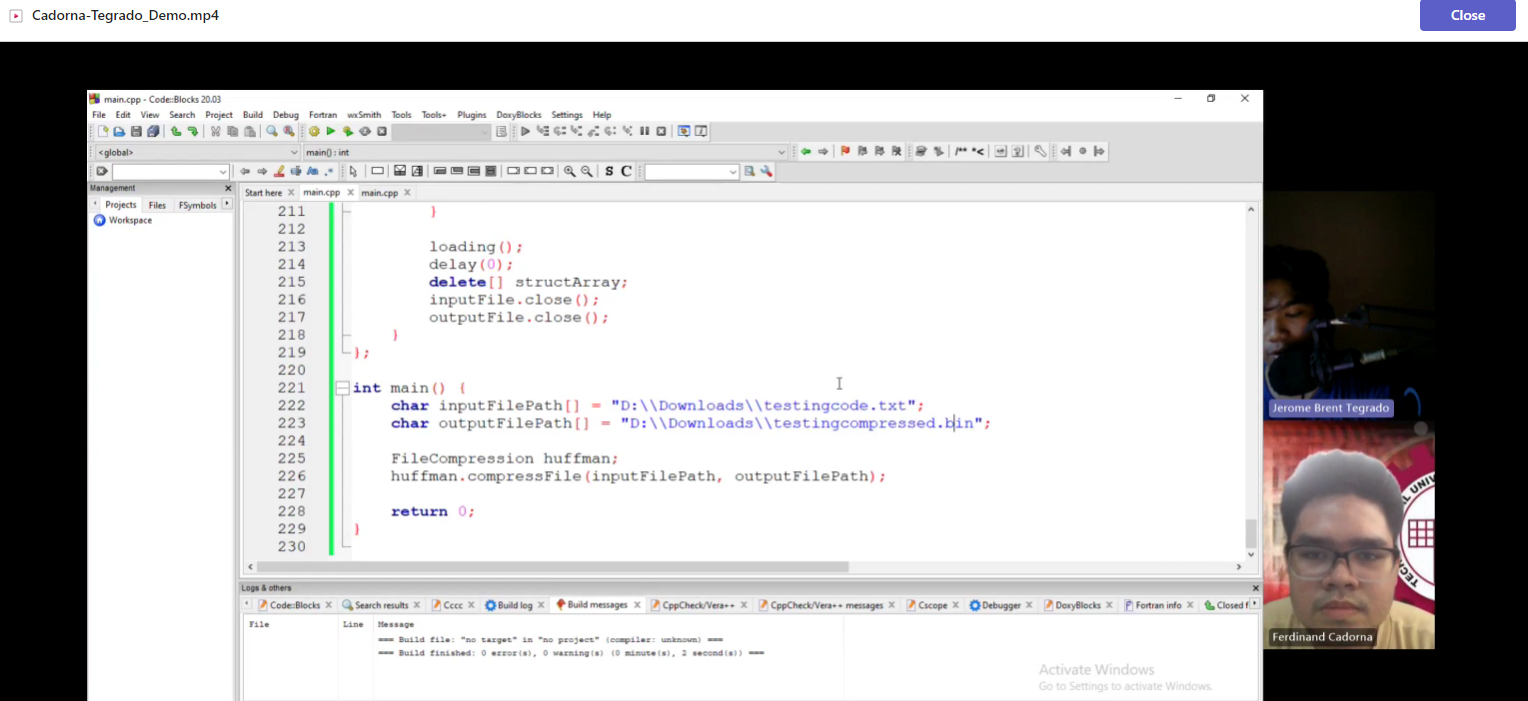 Cadorna-Tegrado_Demo.mp4
Close
main.cpp - Code::Blocks 20.03
File Edit View Search Project Build Debug Fortran wxSmith Tools Tools+ Plugins DoxyBlocks Settings Help
<global>
main() : int
/** *<
S C
Management
Projects Files FSymbols
Workspace
Start here main.cpp main.cpp
211 }
212
213 loading();
214 delay(0);
215 delete[] structArray;
216 inputFile.close();
217 outputFile.close();
218 }
219 };
220
221 int main() {
222 char inputFilePath[] = "D:\\Downloads\\testingcode.txt";
223 char outputFilePath[] = "D:\\Downloads\\testingcompressed.bin";
224
225 FileCompression huffman;
226 huffman.compressFile(inputFilePath, outputFilePath);
227
228 return 0;
229 }
230
Jerome Brent Tegrado
Ferdinand Cadorna
Logs & others
Code::Blocks Search results Cccc Build log Build messages CppCheck/Vera++ CppCheck/Vera++ messages Cscope Debugger DoxyBlocks Fortran info Closed f
File Line Message
=== Build file: "no target" in "no project" (compiler: unknown) ===
=== Build finished: 0 error(s), 0 warning(s) (0 minute(s), 2 second(s)) ===
Activate Windows
Go to Settings to activate Windows.